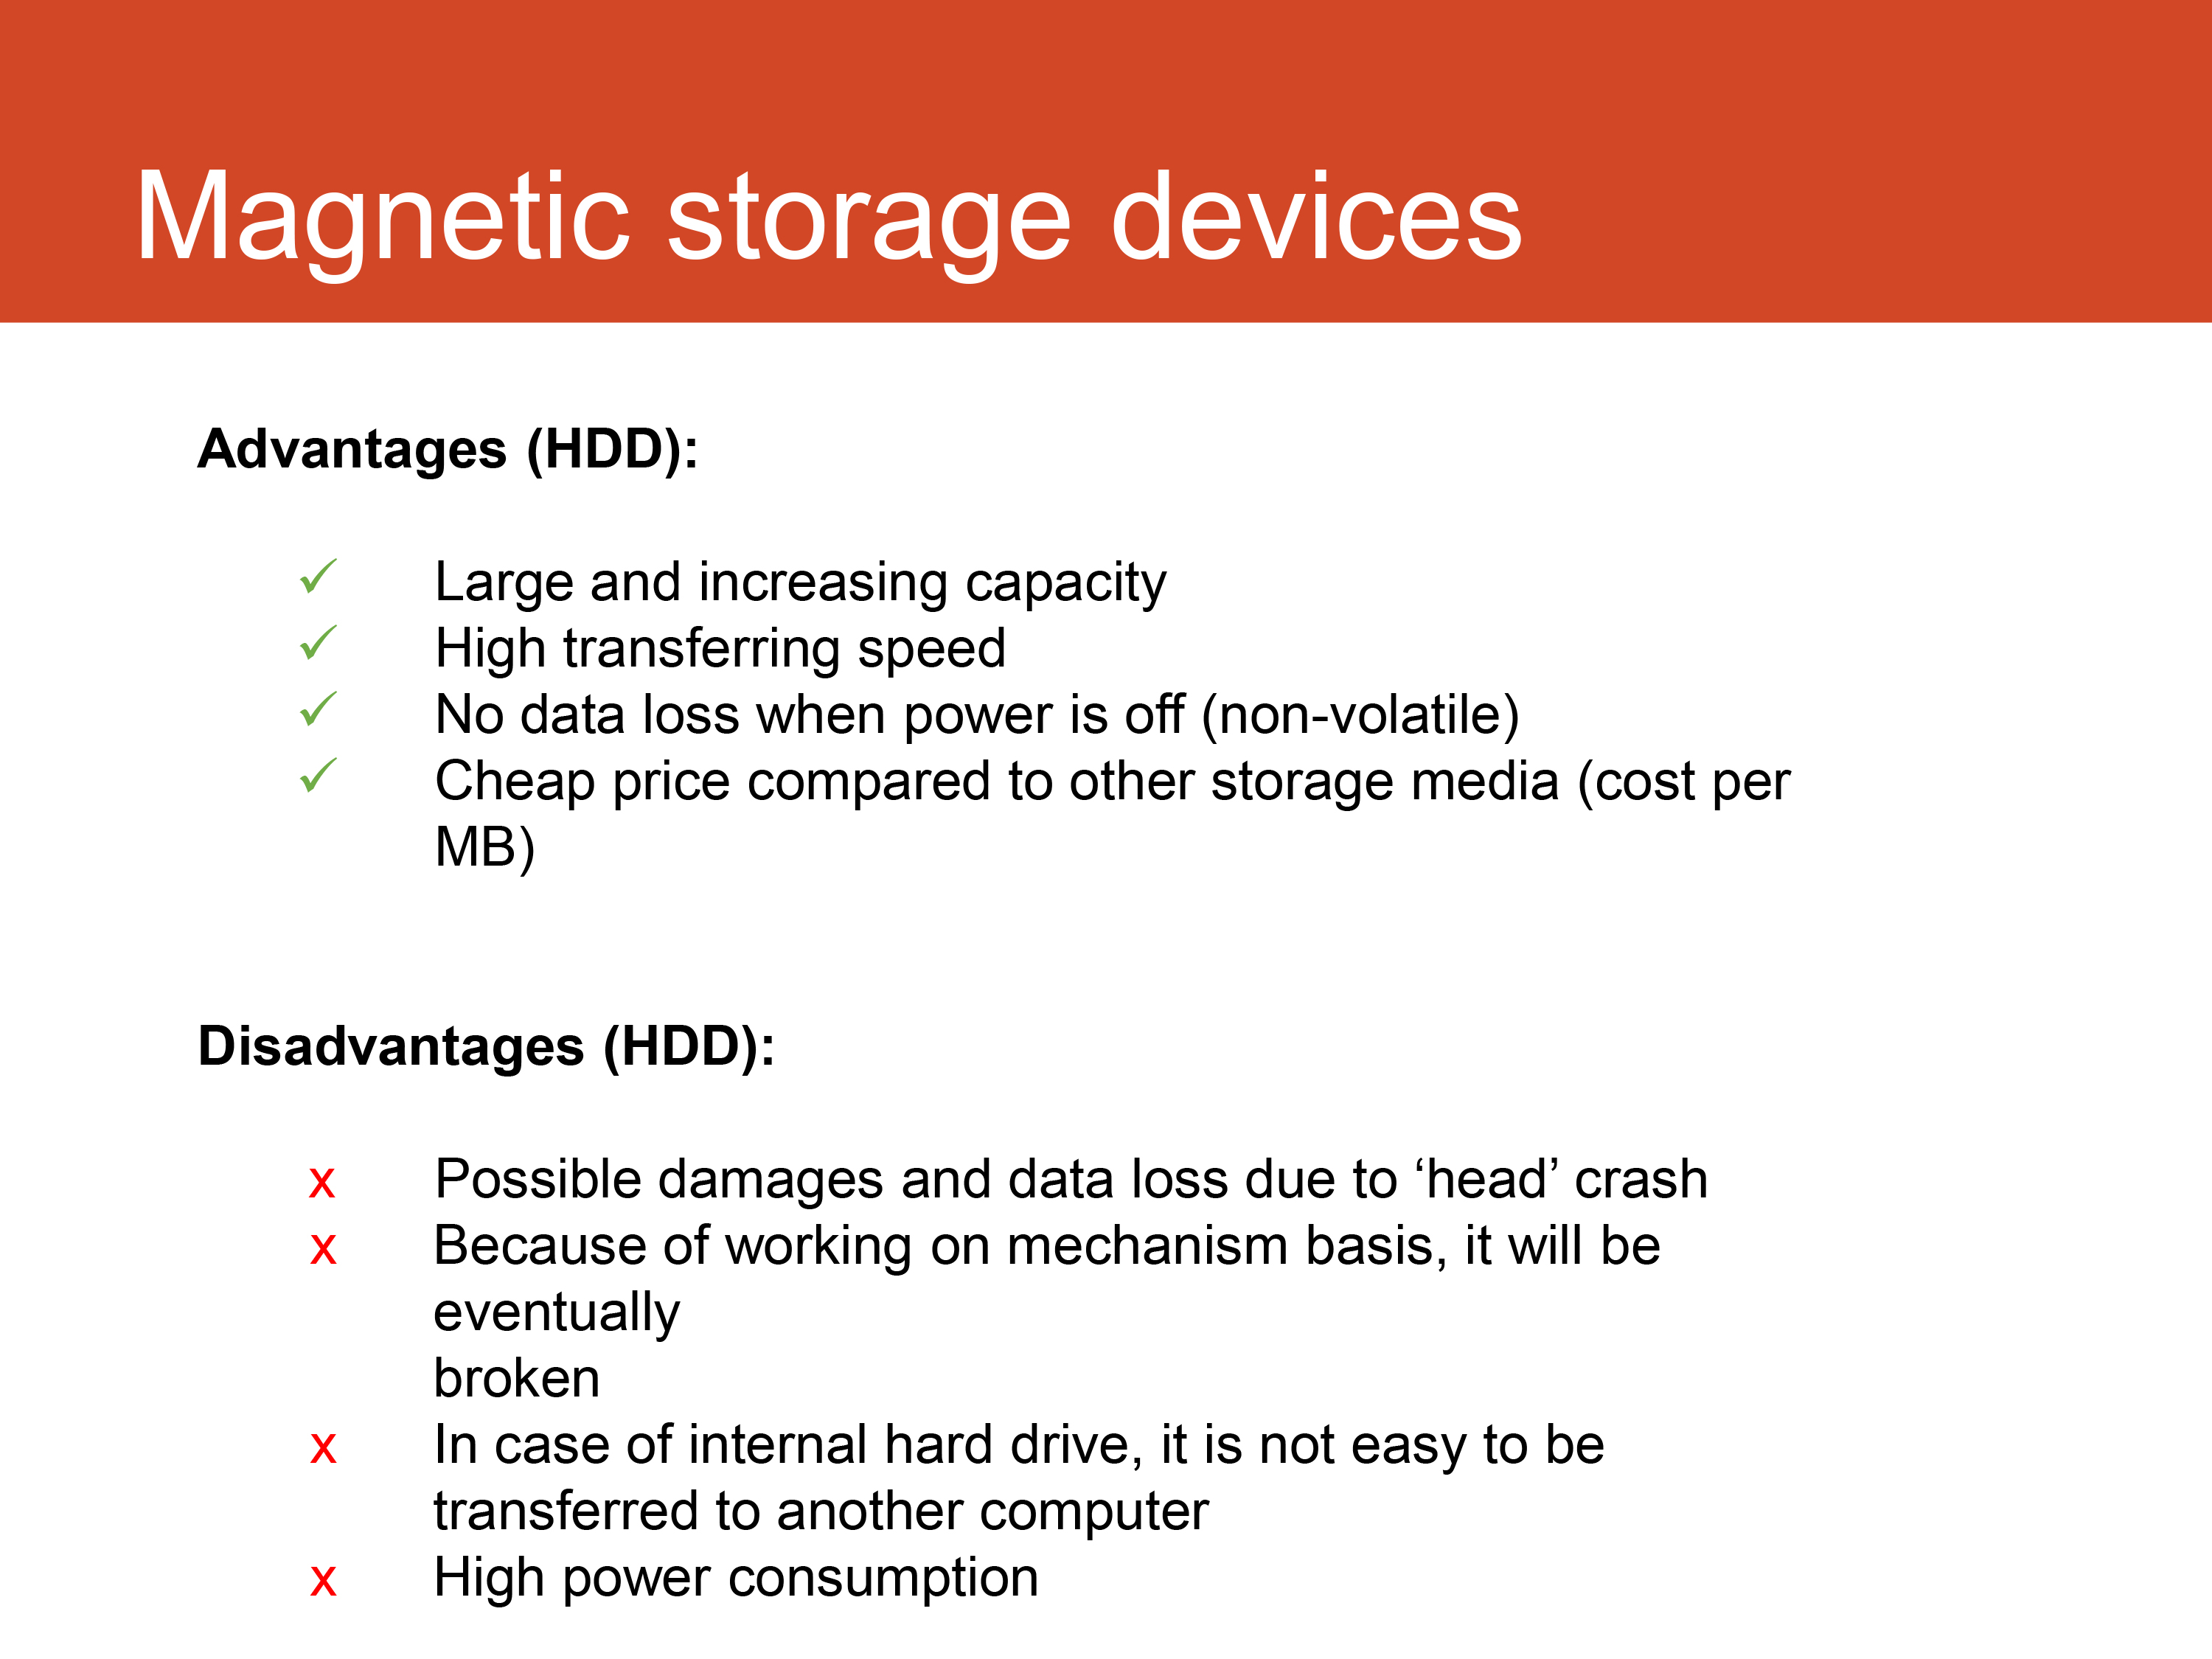 Magnetic storage devices
Advantages (HDD):
✓ Large and increasing capacity
✓ High transferring speed
✓ No data loss when power is off (non-volatile)
✓ Cheap price compared to other storage media (cost per
MB)
Disadvantages (HDD):
x Possible damages and data loss due to ‘head’ crash
x Because of working on mechanism basis, it will be
eventually
broken
x In case of internal hard drive, it is not easy to be
transferred to another computer
x High power consumption